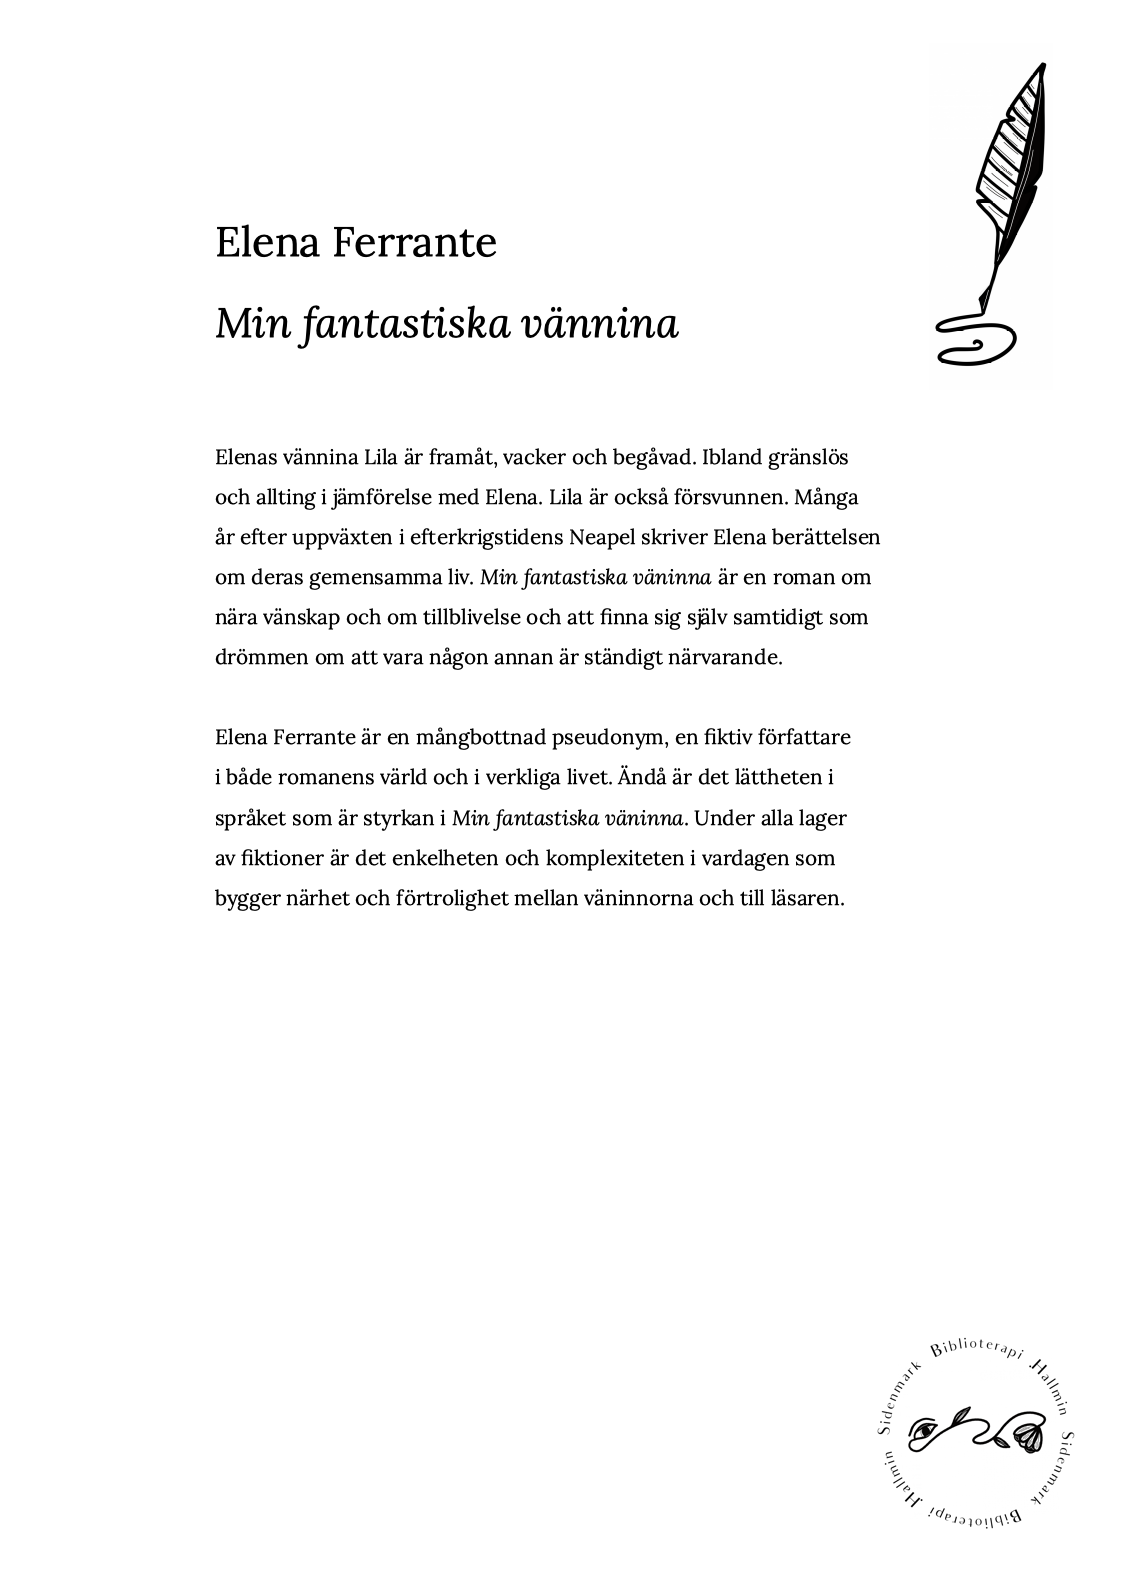 Elena Ferrante
Min fantastiska vännina
Elenas vännina Lila är framåt, vacker och begåvad. Ibland gränslös
och allting i jämförelse med Elena. Lila är också försvunnen. Många
år efter uppväxten i efterkrigstidens Neapel skriver Elena berättelsen
om deras gemensamma liv. Min fantastiska väninna är en roman om
nära vänskap och om tillblivelse och att finna sig själv samtidigt som
drömmen om att vara någon annan är ständigt närvarande.
Elena Ferrante är en mångbottnad pseudonym, en fiktiv författare
i både romanens värld och i verkliga livet. Ändå är det lättheten i
språket som är styrkan i Min fantastiska väninna. Under alla lager
av fiktioner är det enkelheten och komplexiteten i vardagen som
bygger närhet och förtrolighet mellan väninnorna och till läsaren.
Biblioterapi Hallmin Sidenmark Biblioterapi Hallmin Sidenmark